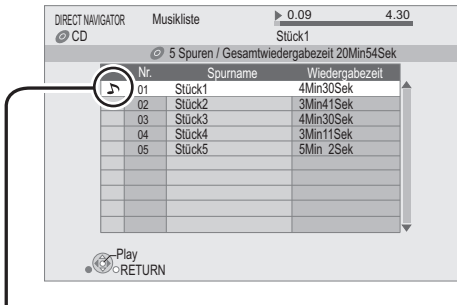 DIRECT NAVIGATOR Musikliste 0.09 4.30
CD Stück1
5 Spuren / Gesamtwiedergabezeit 20Min54Sek
Nr. Spurname Wiedergabezeit
01 Stück1 4Min30Sek
02 Stück2 3Min41Sek
03 Stück3 4Min30Sek
04 Stück4 3Min11Sek
05 Stück5 5Min 2Sek
Play
RETURN